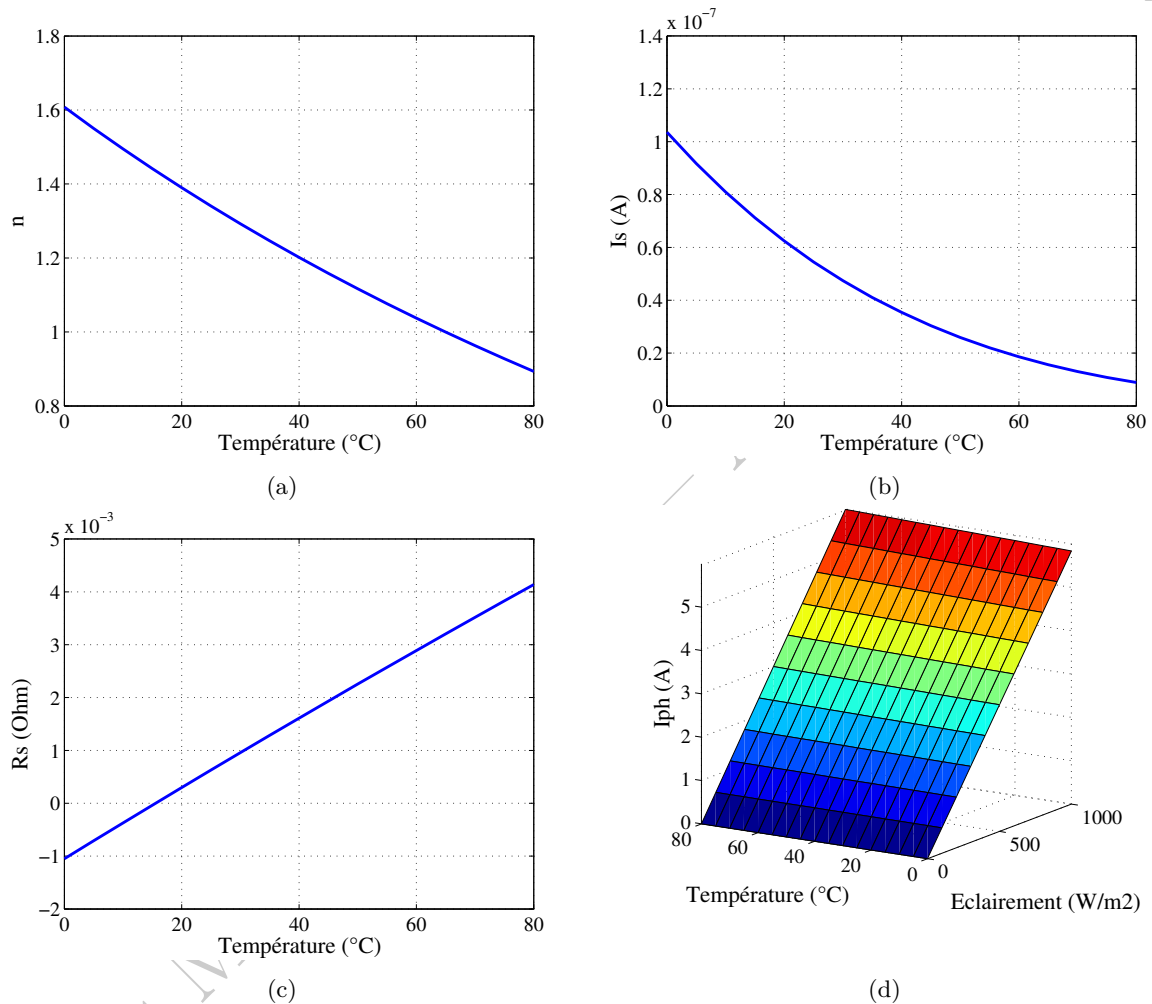 1.8
1.6
1.4
1.2
1
0.8
n
0 20 40 60 80
Température (°C)
(a)
x 10−7
1.4
1.2
1
0.8
0.6
0.4
0.2
0
Is (A)
0 20 40 60 80
Température (°C)
(b)
x 10−3
5
4
3
2
1
0
−1
−2
Rs (Ohm)
0 20 40 60 80
Température (°C)
(c)
5
4
3
2
1
0
Iph (A)
80 60 40 20 0
Température (°C)
0 500 1000
Eclairement (W/m2)
(d)